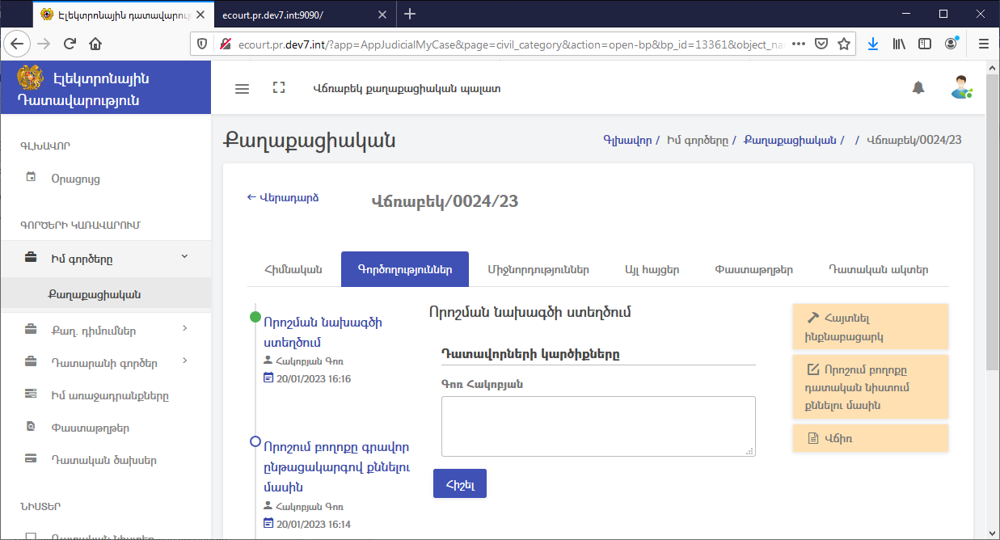 Էլեկտրոնային դատավարությ
ecourt.pr.dev7.int:9090/
ecourt.pr.dev7.int/?app=AppJudicialMyCase&page=civil_category&action=open-bp&bp_id=13361&object_na
Էլեկտրոնային
Դատավարություն
Վճռաբեկ քաղաքացիական պալատ
ԳԼԽԱՎՈՐ
Օրացույց
ԳՈՐԾԵՐԻ ԿԱՌԱՎԱՐՈՒՄ
Իմ գործերը
Քաղաքացիական
Քաղ. դիմումներ
Դատարանի գործեր
Իմ առաջադրանքները
Փաստաթղթեր
Դատական ծախսեր
ՆԻՍՏԵՐ
Դատական նիստեր
Քաղաքացիական
Գլխավոր / Իմ գործերը / Քաղաքացիական / / Վճռաբեկ/0024/23
← Վերադարձ
Վճռաբեկ/0024/23
Հիմնական
Գործողություններ
Միջնորդություններ
Այլ հայցեր
Փաստաթղթեր
Դատական ակտեր
Որոշման նախագծի
ստեղծում
Հակոբյան Գոռ
20/01/2023 16:16
Որոշում բողոքը գրավոր
ընթացակարգով քննելու
մասին
Հակոբյան Գոռ
20/01/2023 16:14
Որոշման նախագծի ստեղծում
Դատավորների կարծիքները
Գոռ Հակոբյան
Հիշել
Հայտնել
ինքնաբացարկ
Որոշում բողոքը
դատական նիստում
քննելու մասին
Վճիռ